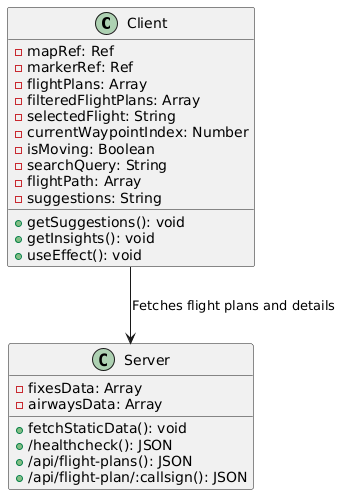 C Client
mapRef: Ref
markerRef: Ref
flightPlans: Array
filteredFlightPlans: Array
selectedFlight: String
currentWaypointIndex: Number
isMoving: Boolean
searchQuery: String
flightPath: Array
suggestions: String
getSuggestions(): void
getInsights(): void
useEffect(): void
Fetches flight plans and details
C Server
fixesData: Array
airwaysData: Array
fetchStaticData(): void
/healthcheck(): JSON
/api/flight-plans(): JSON
/api/flight-plan/:callsign(): JSON